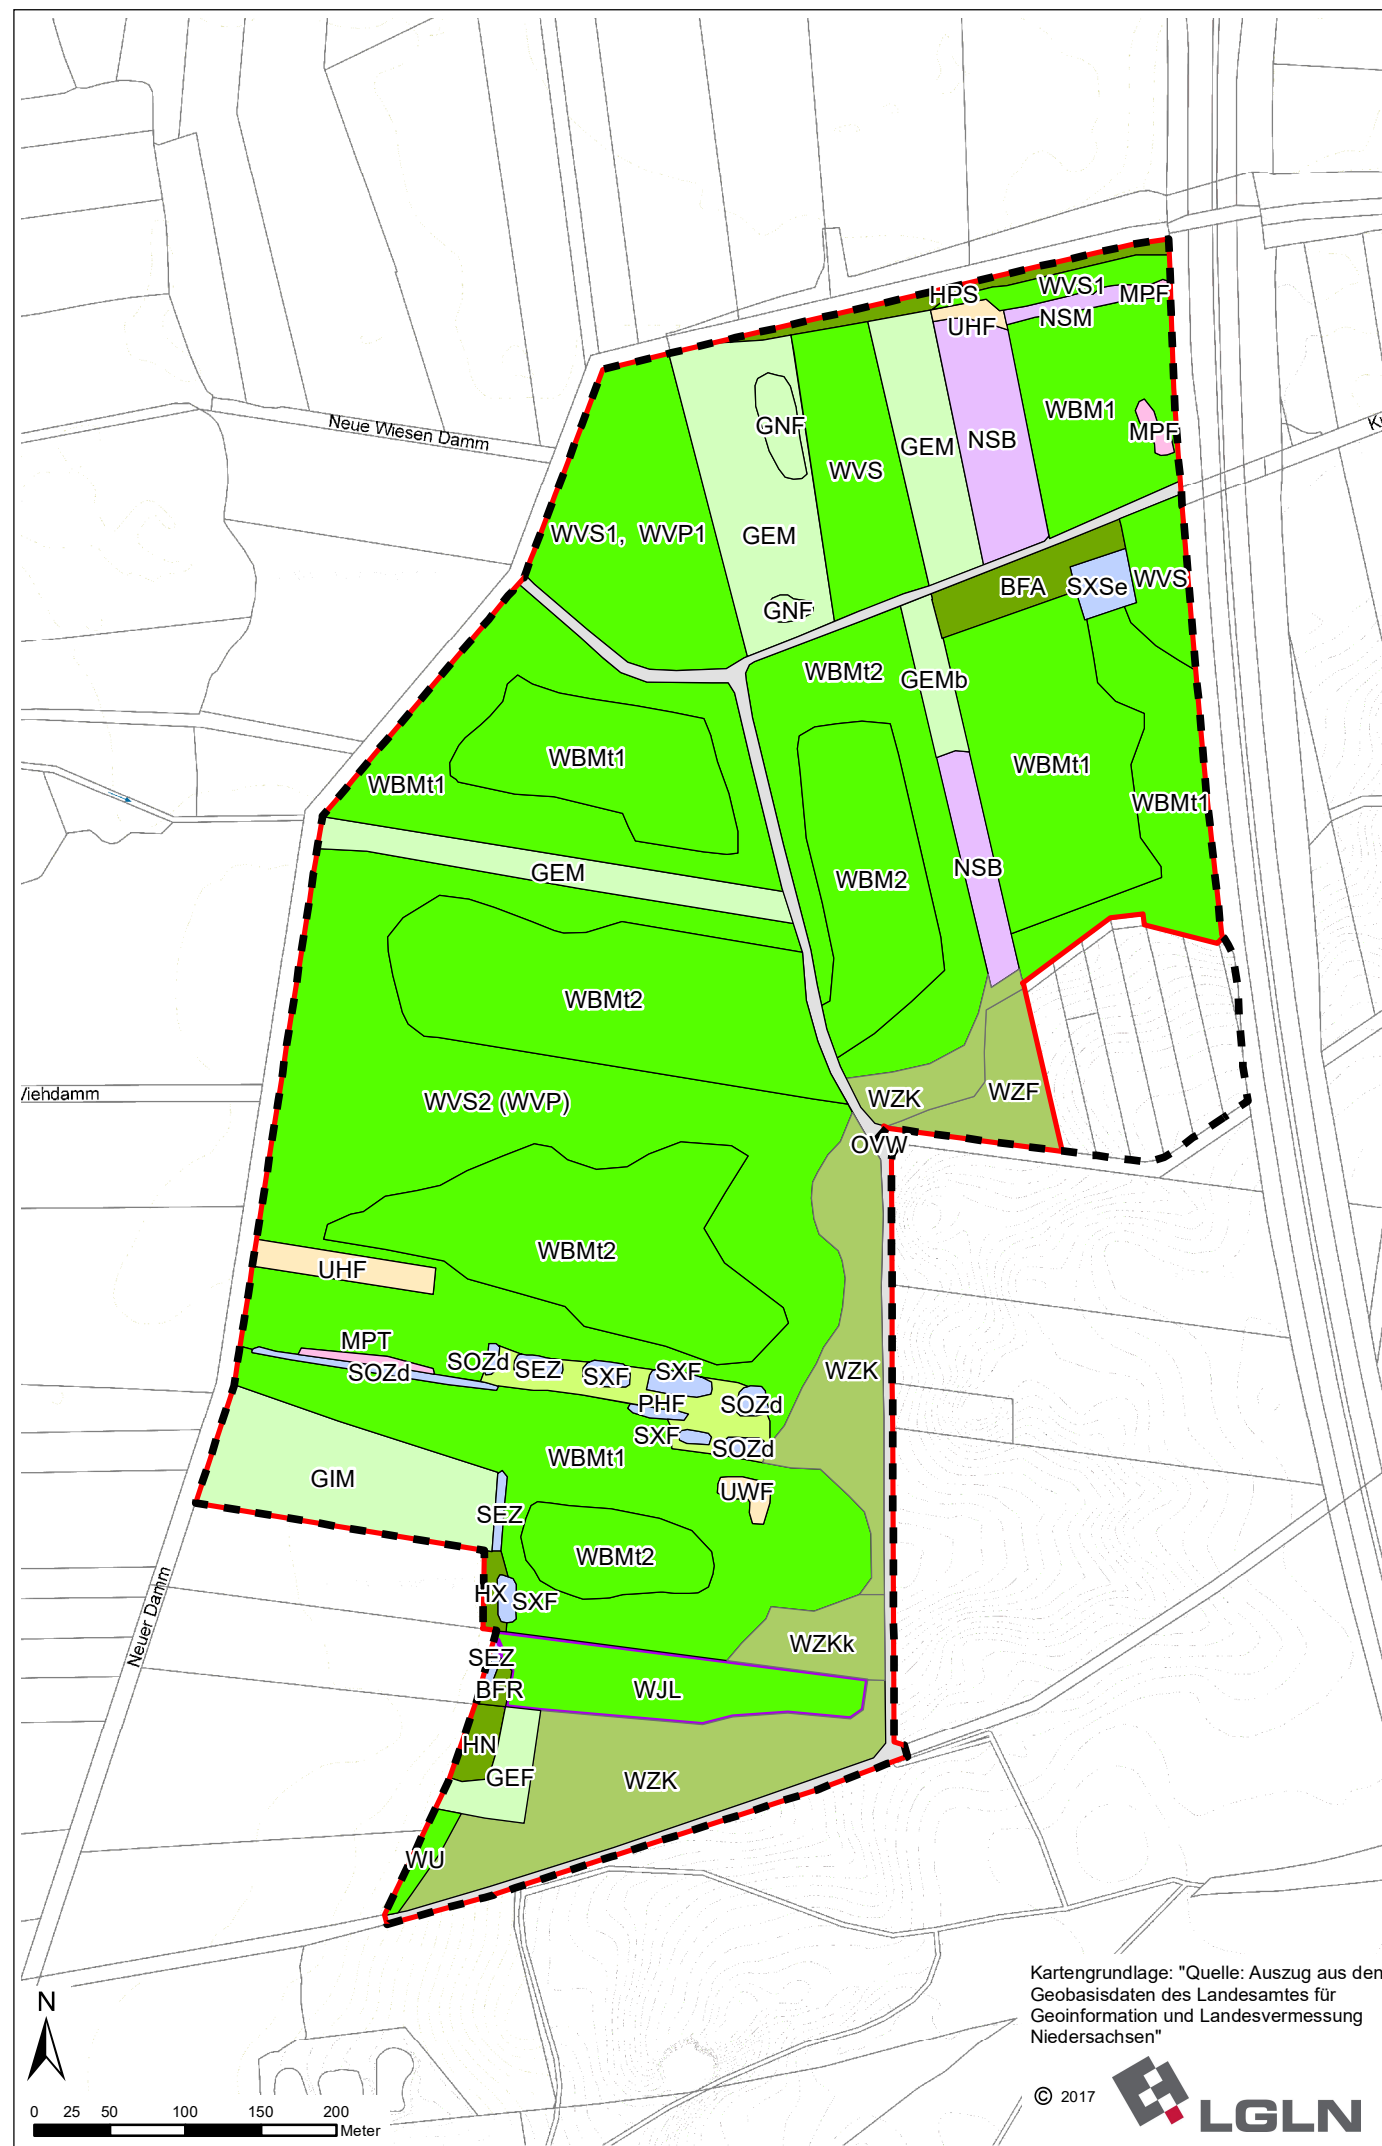 HPS
WVS1
MPF
UHF
NSM
Neue Wiesen Damm
GNF
WBM1
MPF
GEM
NSB
WVS
WVS1, WVP1
GEM
BFA
SXSe
WVS
GNF
WBMt2
GEMb
WBMt1
WBMt1
WBMt1
WBMt1
GEM
WBM2
NSB
WBMt2
Viehdamm
WVS2 (WVP)
WZK
WZF
OVW
WBMt2
UHF
MPT
SOZd
SOZd
SEZ
SXF
SXF
WZK
PHF
SOZd
SXF
SOZd
WBMt1
GIM
UWF
SEZ
WBMt2
HX
SXF
Neuer Damm
WZKk
SEZ
BFR
WJL
HN
GEF
WZK
WU
Kartengrundlage: "Quelle: Auszug aus den
Geobasisdaten des Landesamtes für
Geoinformation und Landesvermessung
Niedersachsen"
N
© 2017
LGLN
0 25 50 100 150 200
Meter